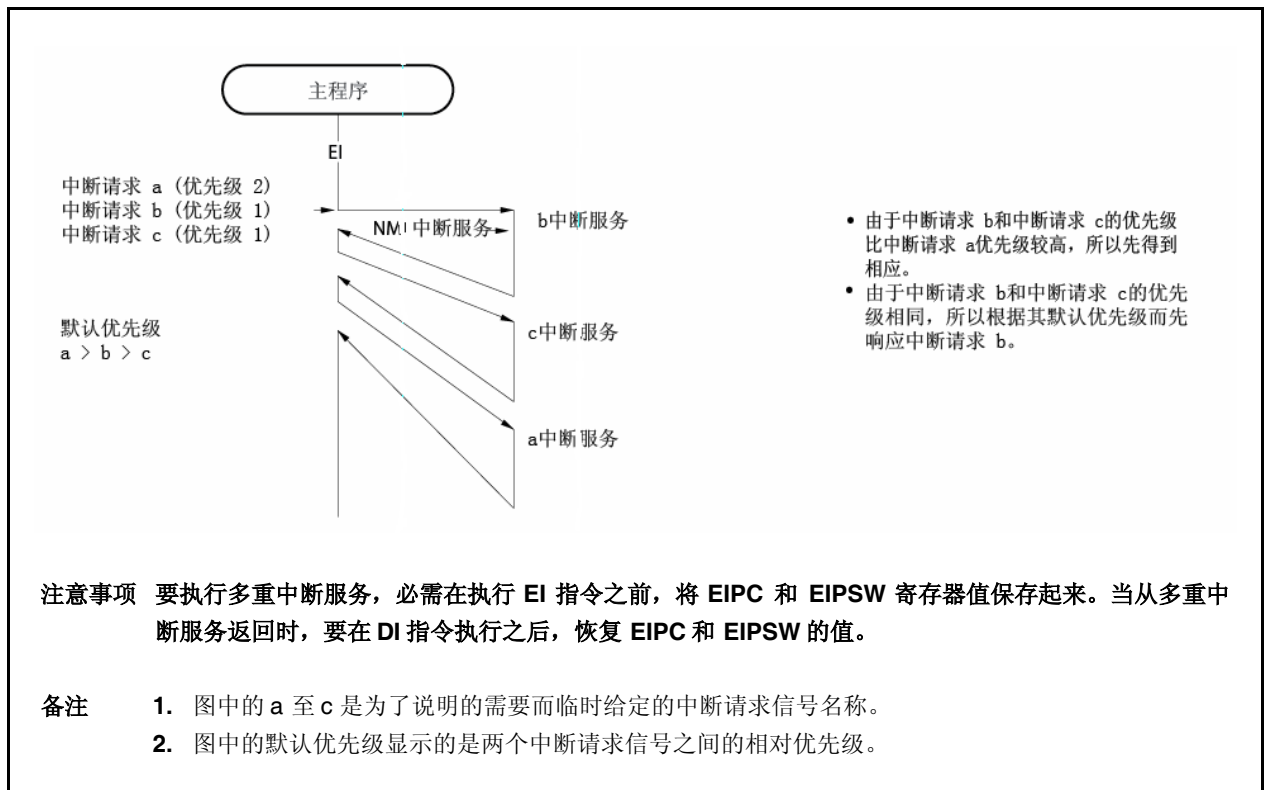 主程序
EI
中断请求 a (优先级 2)
中断请求 b (优先级 1)
中断请求 c (优先级 1)
NMI 中断服务
b中断服务
c中断服务
a中断服务
默认优先级
a > b > c
• 由于中断请求 b和中断请求 c的优先级
比中断请求 a优先级较高，所以先得到
相应。
• 由于中断请求 b和中断请求 c的优先
级相同，所以根据其默认优先级而先
响应中断请求 b。
注意事项 要执行多重中断服务，必需在执行 EI 指令之前，将 EIPC 和 EIPSW 寄存器值保存起来。当从多重中
断服务返回时，要在 DI 指令执行之后，恢复 EIPC 和 EIPSW 的值。
备注 1. 图中的 a 至 c 是为了说明的需要而临时给定的中断请求信号名称。
2. 图中的默认优先级显示的是两个中断请求信号之间的相对优先级。